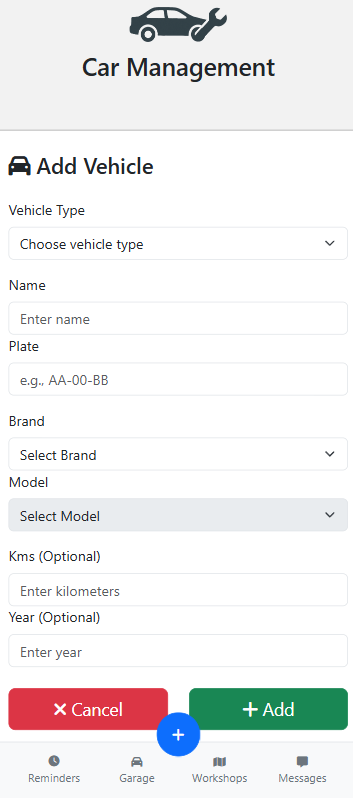 Car Management
Add Vehicle
Vehicle Type
Choose vehicle type
Name
Enter name
Plate
e.g., AA-00-BB
Brand
Select Brand
Model
Select Model
Kms (Optional)
Enter kilometers
Year (Optional)
Enter year
Cancel
Add
Reminders
Garage
Workshops
Messages